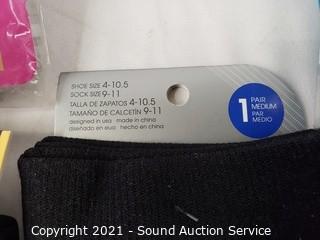 SHOE SIZE 4-10.5
SOCK SIZE 9-11
TALLA DE ZAPATOS 4-10.5
TAMAÑO DE CALCETÍN 9-11
designed in usa made in china
diseñado en eua hecho en china
1 PAIR
MEDIUM
PAR
MEDIO
Copyright 2021 - Sound Auction Service